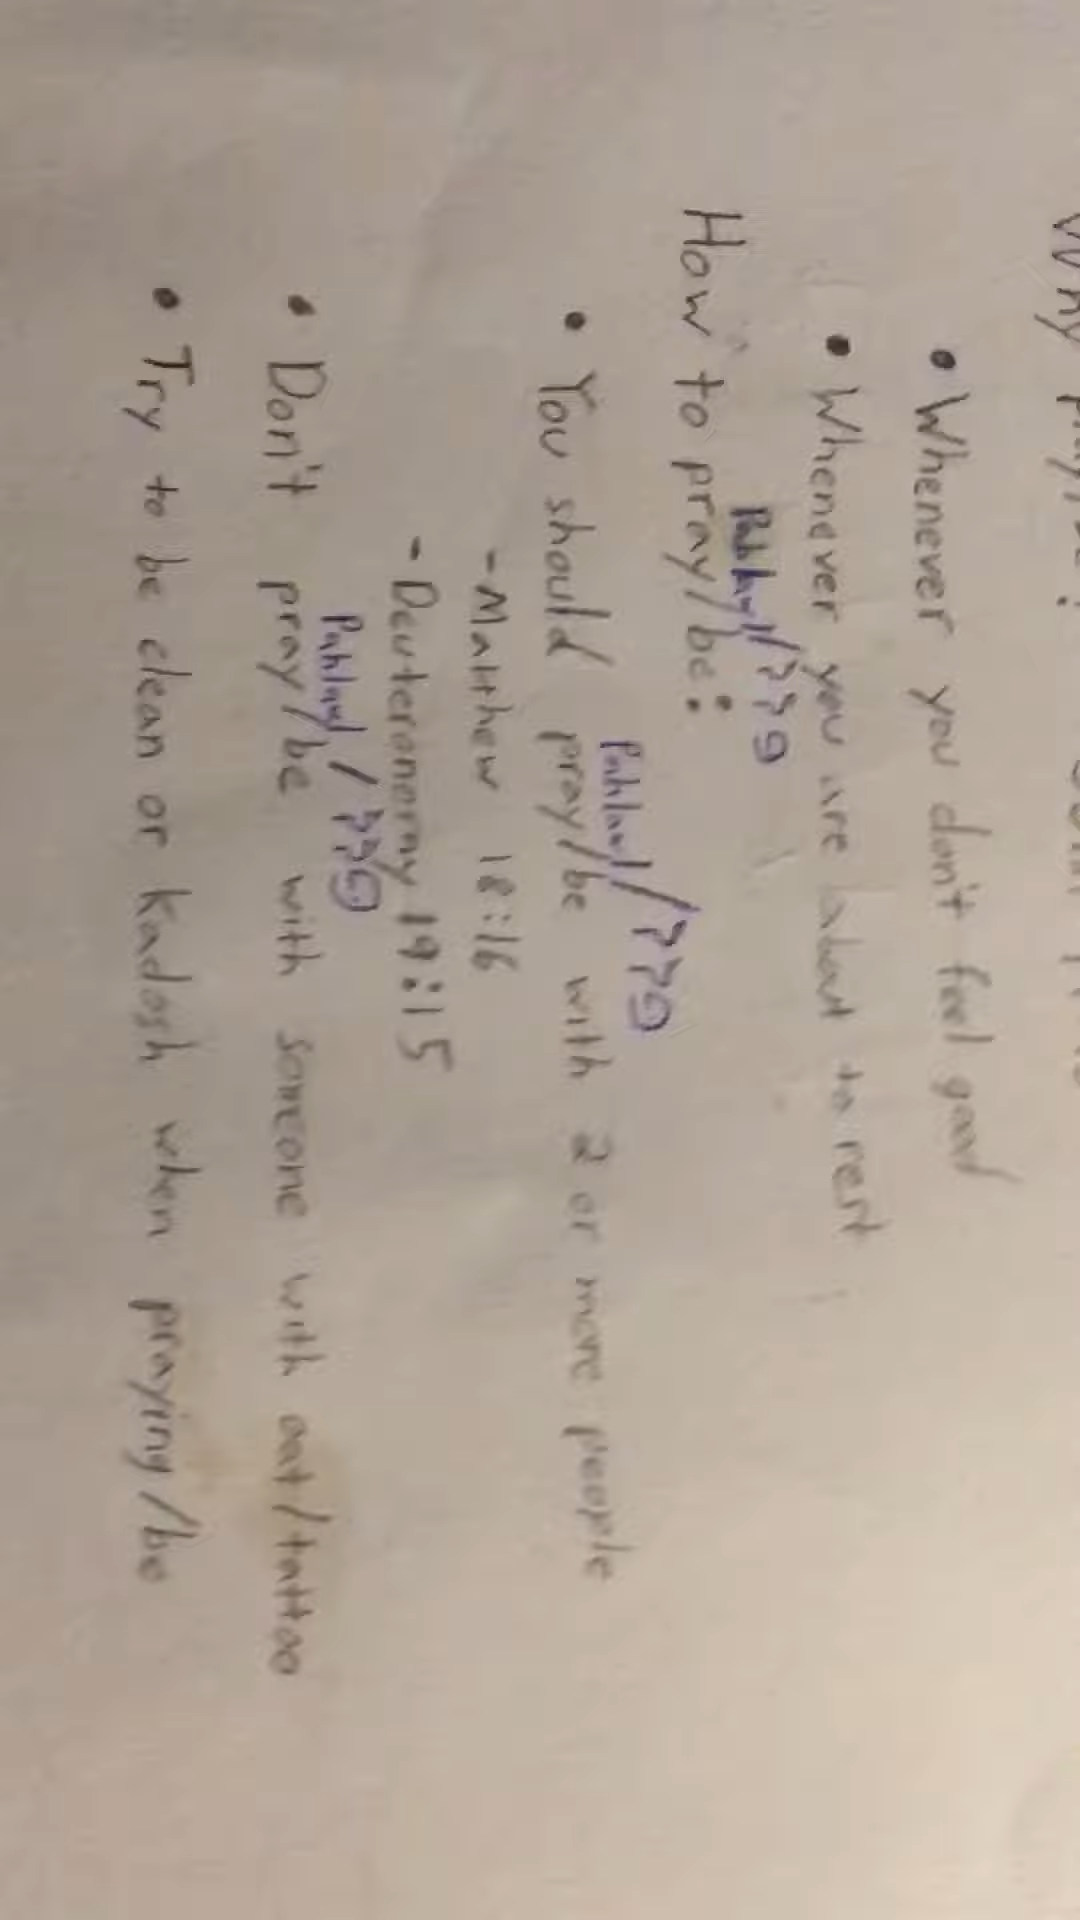 Why
• Whenever you don't feel good
• Whenever you are about to rest
How to pray/be:
• You should pray/be with 2 or more people
- Matthew 18:16
- Deuteronomy 19:15
• Don't pray/be with someone with cut/tattoo
• Try to be clean or Kadosh when praying/be